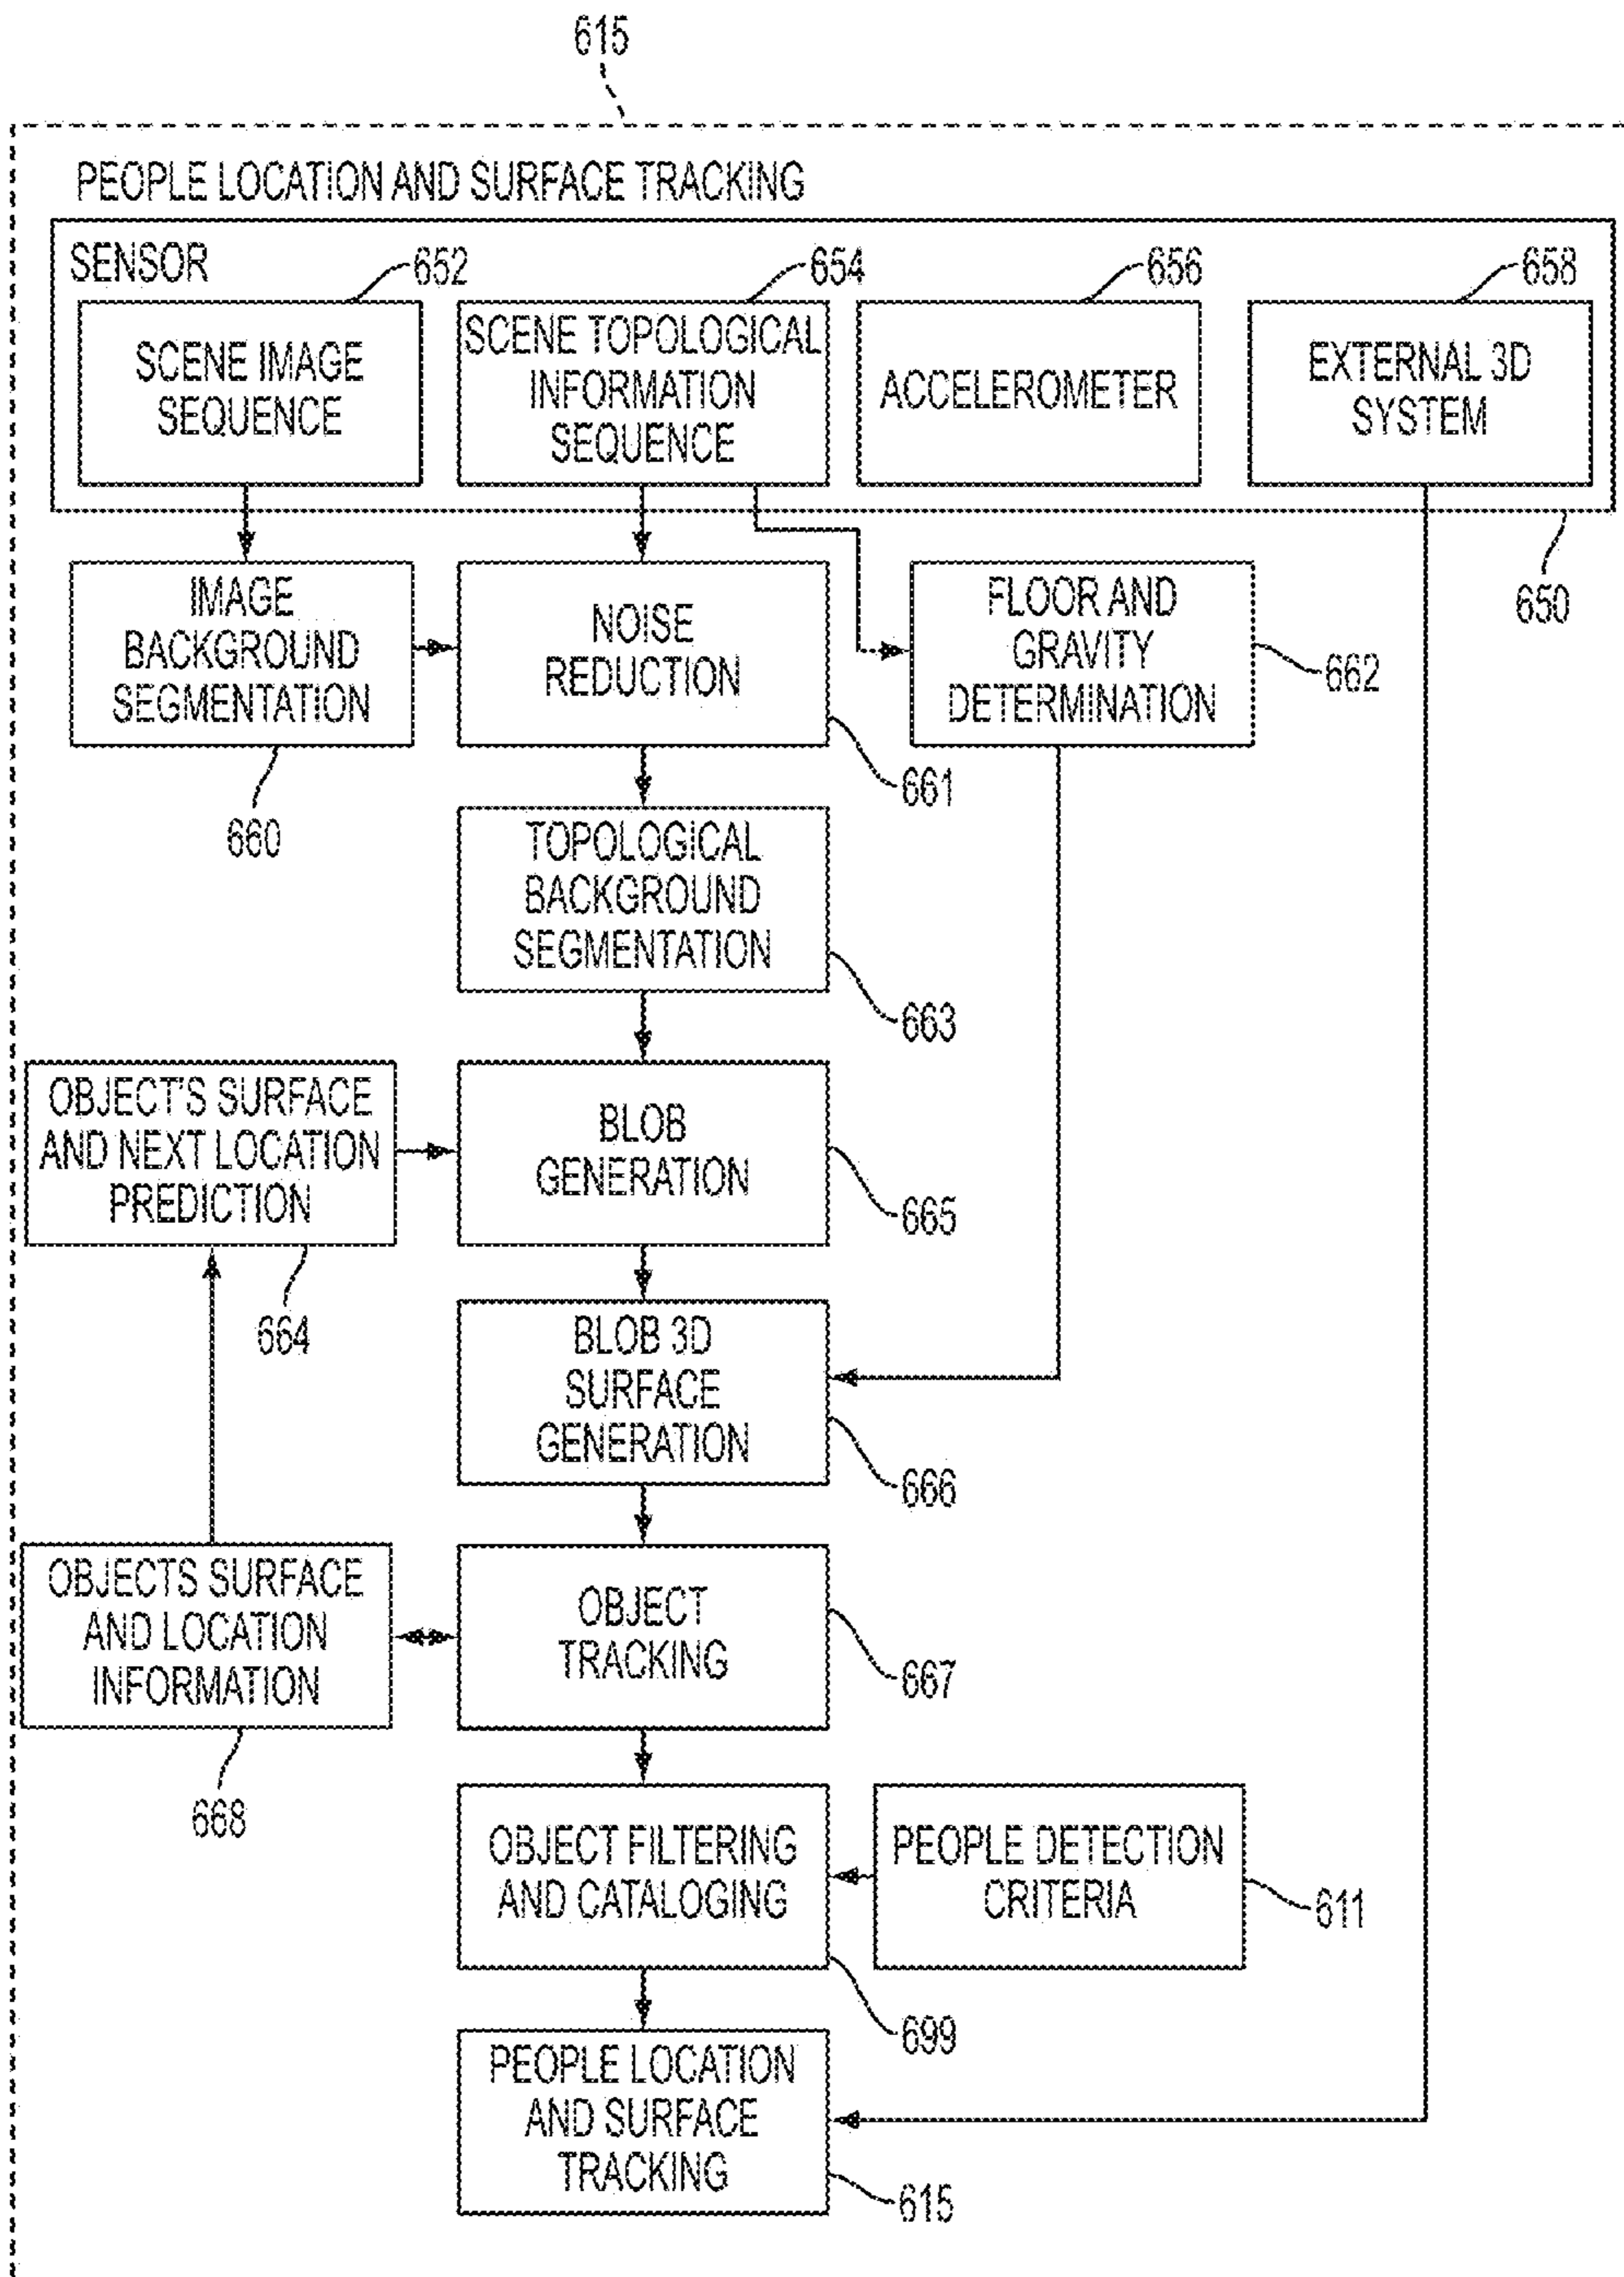 615
PEOPLE LOCATION AND SURFACE TRACKING
SENSOR
652
654
656
658
SCENE IMAGE
SEQUENCE
SCENE TOPOLOGICAL
INFORMATION
SEQUENCE
ACCELEROMETER
EXTERNAL 3D
SYSTEM
650
IMAGE
BACKGROUND
SEGMENTATION
660
NOISE
REDUCTION
661
FLOOR AND
GRAVITY
DETERMINATION
662
TOPOLOGICAL
BACKGROUND
SEGMENTATION
663
OBJECT'S SURFACE
AND NEXT LOCATION
PREDICTION
664
BLOB
GENERATION
665
BLOB 3D
SURFACE
GENERATION
666
OBJECTS SURFACE
AND LOCATION
INFORMATION
668
OBJECT
TRACKING
667
OBJECT FILTERING
AND CATALOGING
699
PEOPLE DETECTION
CRITERIA
611
PEOPLE LOCATION
AND SURFACE
TRACKING
615